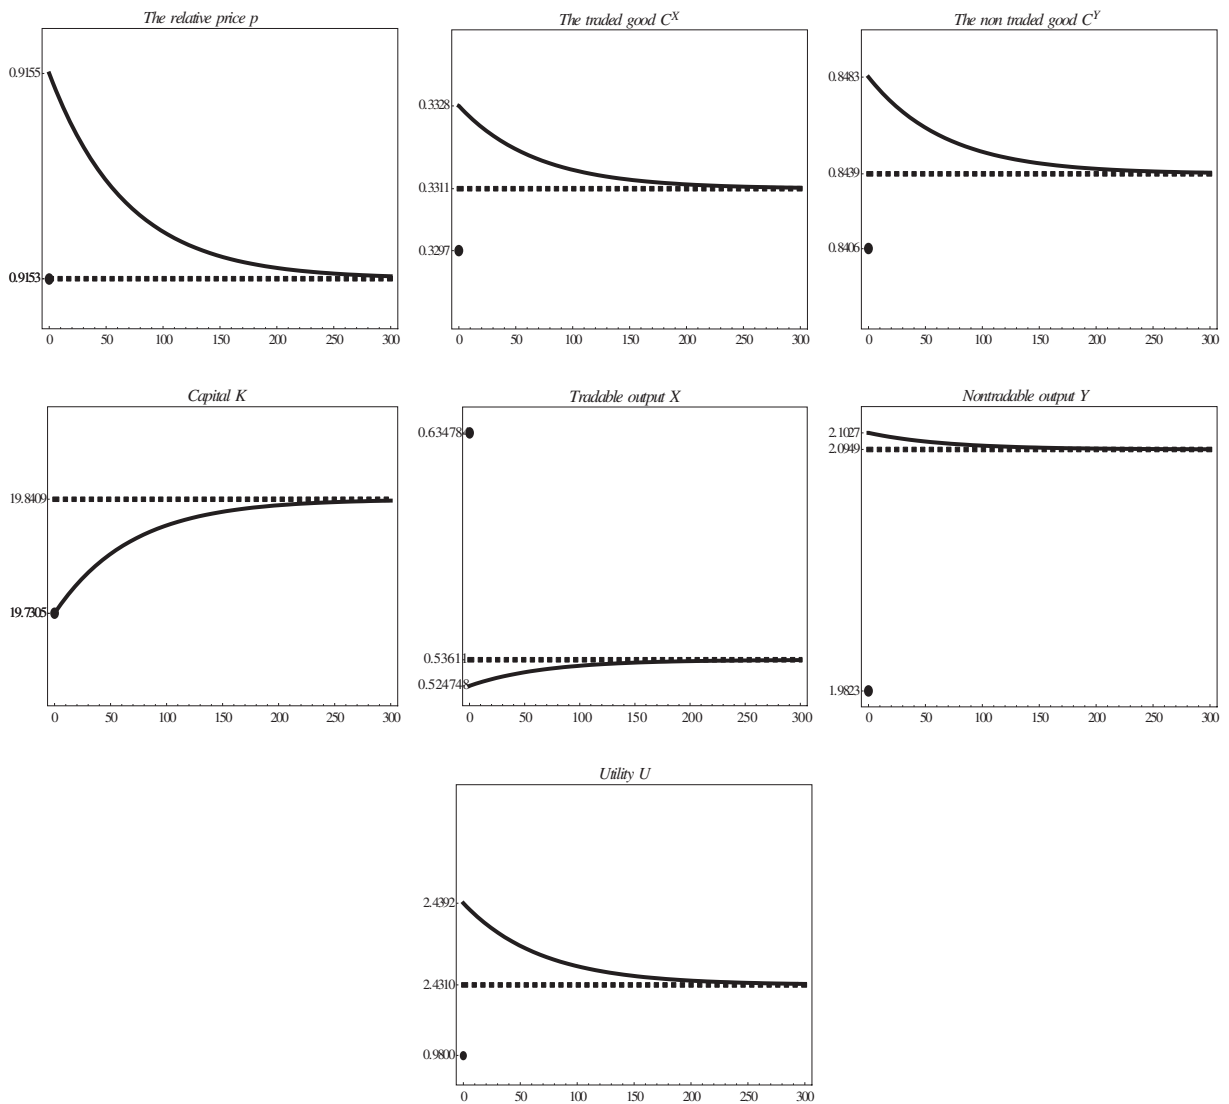 The relative price p
0.9155
0.9153
0 50 100 150 200 250 300
The traded good C^X
0.3328
0.3311
0.3297
0 50 100 150 200 250 300
The non traded good C^Y
0.8483
0.8439
0.8406
0 50 100 150 200 250 300
Capital K
19.8409
19.7305
0 50 100 150 200 250 300
Tradable output X
0.634784
0.53611
0.524748
0 50 100 150 200 250 300
Nontradable output Y
2.1027
2.0949
1.9823
0 50 100 150 200 250 300
Utility U
2.4392
2.4310
0.9800
0 50 100 150 200 250 300